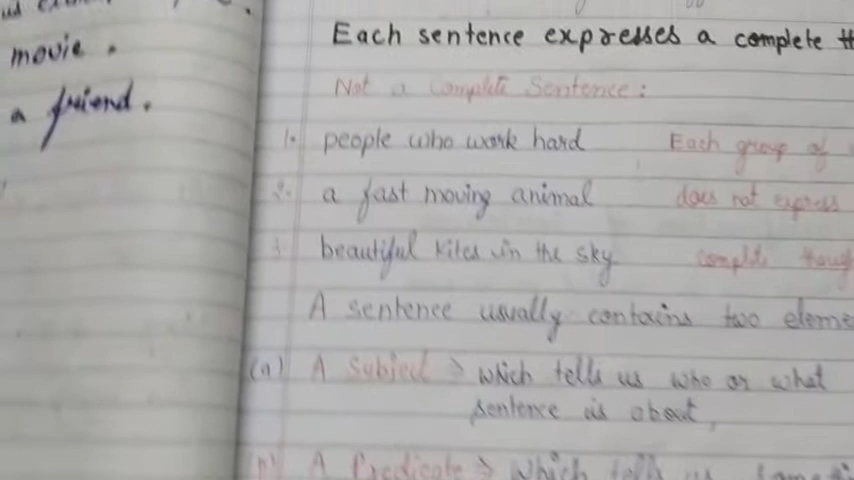 movie.
a friend.
Each sentence expresses a complete
Not a Complete Sentence:
1. people who work hard Each group of
2. a fast moving animal does not express
3. beautiful kites in the sky complete
A sentence usually contains two
(a) A Subject → which tells us who or what
sentence is about,
A Predicate → which tells us